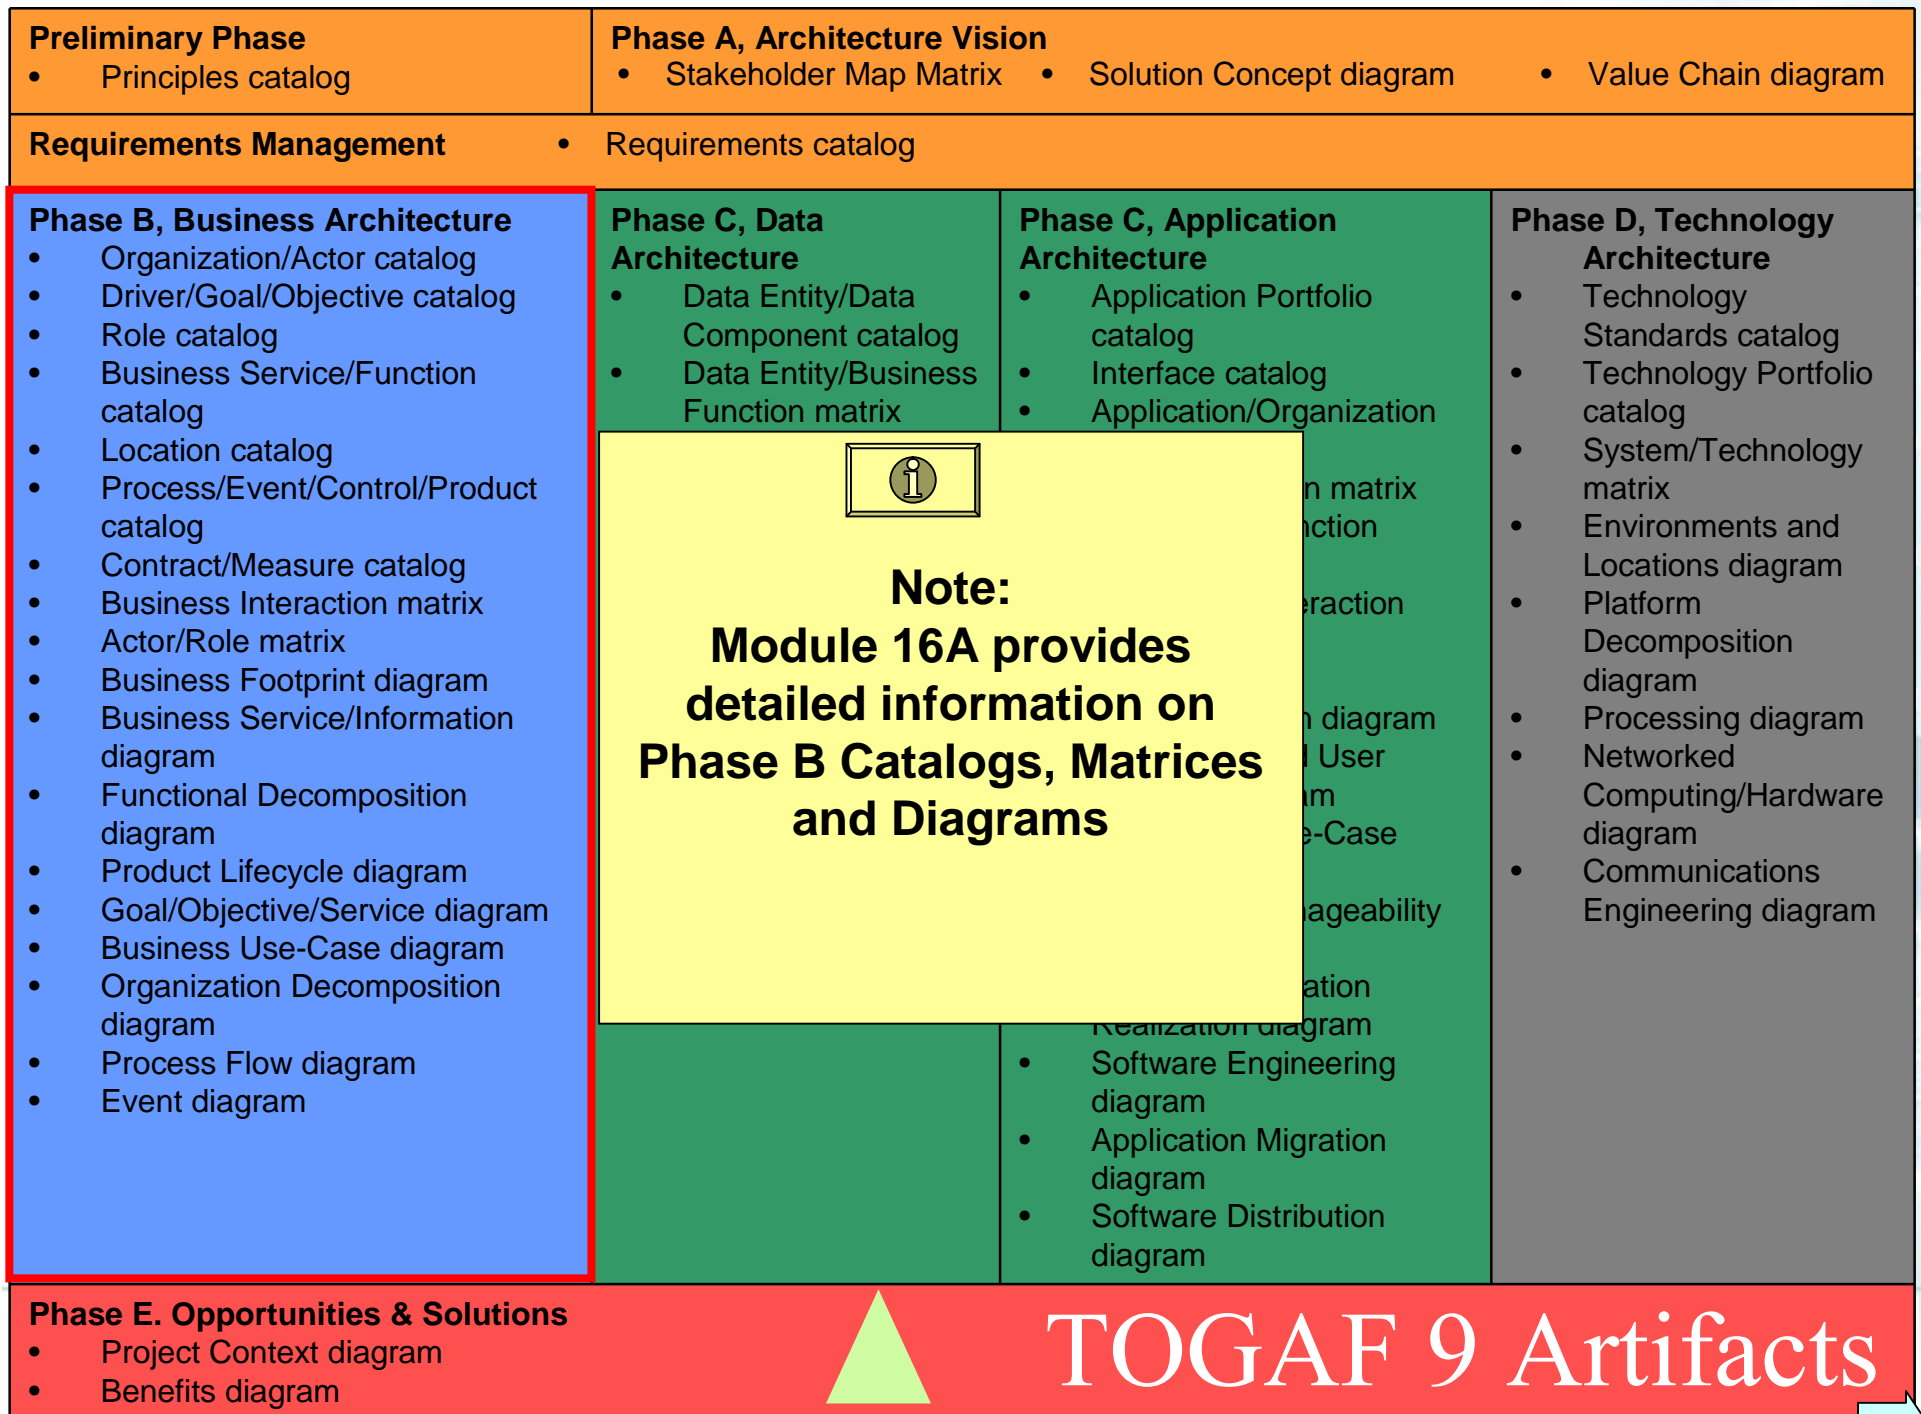 Preliminary Phase
• Principles catalog
Phase A, Architecture Vision
• Stakeholder Map Matrix • Solution Concept diagram • Value Chain diagram
Requirements Management • Requirements catalog
Phase B, Business Architecture
• Organization/Actor catalog
• Driver/Goal/Objective catalog
• Role catalog
• Business Service/Function
catalog
• Location catalog
• Process/Event/Control/Product
catalog
• Contract/Measure catalog
• Business Interaction matrix
• Actor/Role matrix
• Business Footprint diagram
• Business Service/Information
diagram
• Functional Decomposition
diagram
• Product Lifecycle diagram
• Goal/Objective/Service diagram
• Business Use-Case diagram
• Organization Decomposition
diagram
• Process Flow diagram
• Event diagram
Phase C, Data
Architecture
• Data Entity/Data
Component catalog
• Data Entity/Business
Function matrix
Phase C, Application
Architecture
• Application Portfolio
catalog
• Interface catalog
• Application/Organization
matrix
diagram
User
Realization diagram
• Software Engineering
diagram
• Application Migration
diagram
• Software Distribution
diagram
Note:
Module 16A provides
detailed information on
Phase B Catalogs, Matrices
and Diagrams
Phase D, Technology
Architecture
• Technology
Standards catalog
• Technology Portfolio
catalog
• System/Technology
matrix
• Environments and
Locations diagram
• Platform
Decomposition
diagram
• Processing diagram
• Networked
Computing/Hardware
diagram
• Communications
Engineering diagram
Phase E. Opportunities & Solutions
• Project Context diagram
• Benefits diagram
TOGAF 9 Artifacts